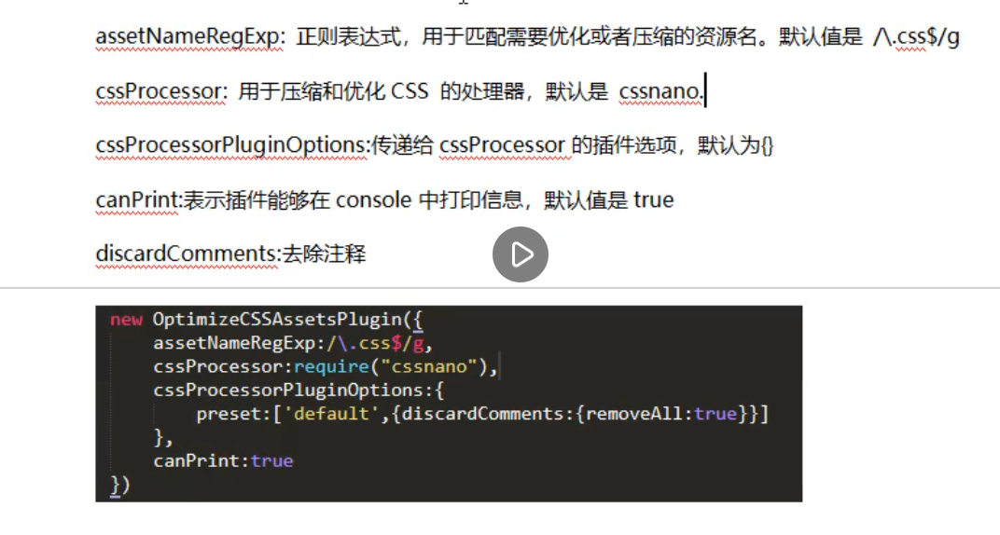 assetNameRegExp: 正则表达式，用于匹配需要优化或者压缩的资源名。默认值是 /\.css$/g
cssProcessor: 用于压缩和优化 CSS 的处理器，默认是 cssnano.
cssProcessorPluginOptions:传递给 cssProcessor 的插件选项，默认为{}
canPrint:表示插件能够在 console 中打印信息，默认值是 true
discardComments:去除注释
new OptimizeCSSAssetsPlugin({
assetNameRegExp:/\.css$/g,
cssProcessor:require("cssnano"),
cssProcessorPluginOptions:{
preset:['default',{discardComments:{removeAll:true}}]
},
canPrint:true
})